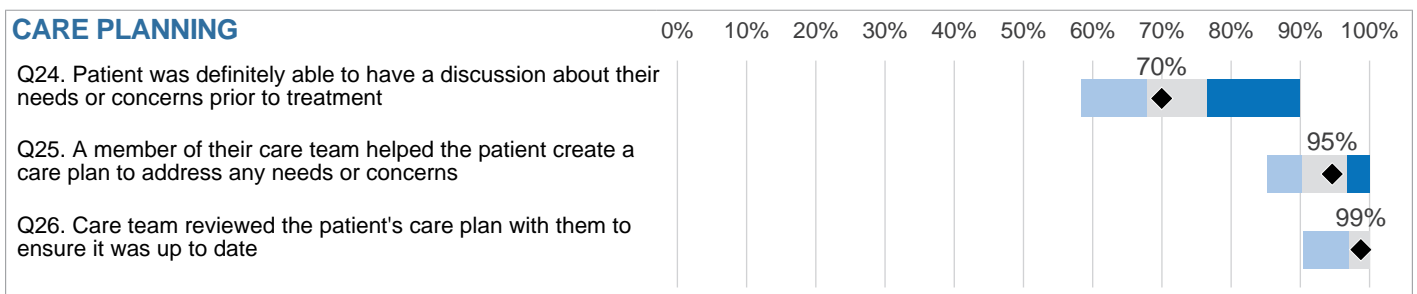 CARE PLANNING
0% 10% 20% 30% 40% 50% 60% 70% 80% 90% 100%
Q24. Patient was definitely able to have a discussion about their
needs or concerns prior to treatment
70%
Q25. A member of their care team helped the patient create a
care plan to address any needs or concerns
95%
Q26. Care team reviewed the patient's care plan with them to
ensure it was up to date
99%